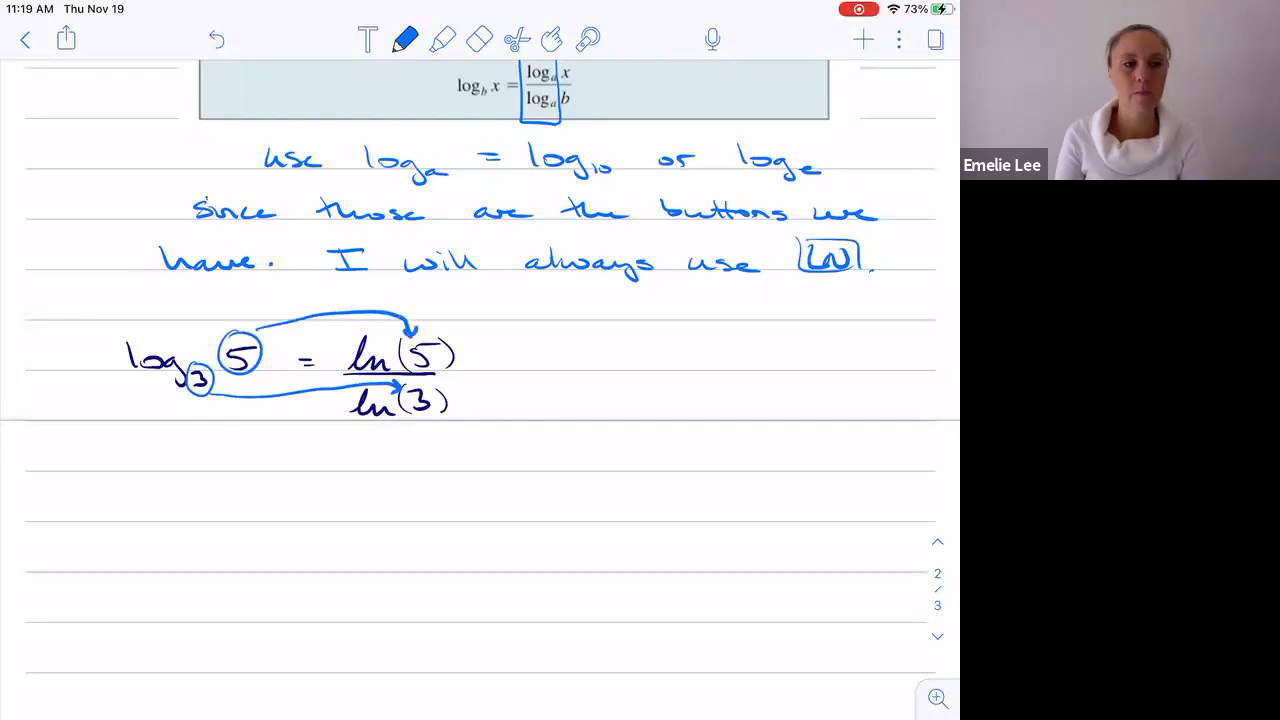 11:19 AM Thu Nov 19
73%
T
log_b x = log_a x / log_a b
Emelie Lee
use log_a = log_10 or log_e
since those are the buttons we
have. I will always use LN.
log_3 5 = ln(5) / ln(3)
2
/
3